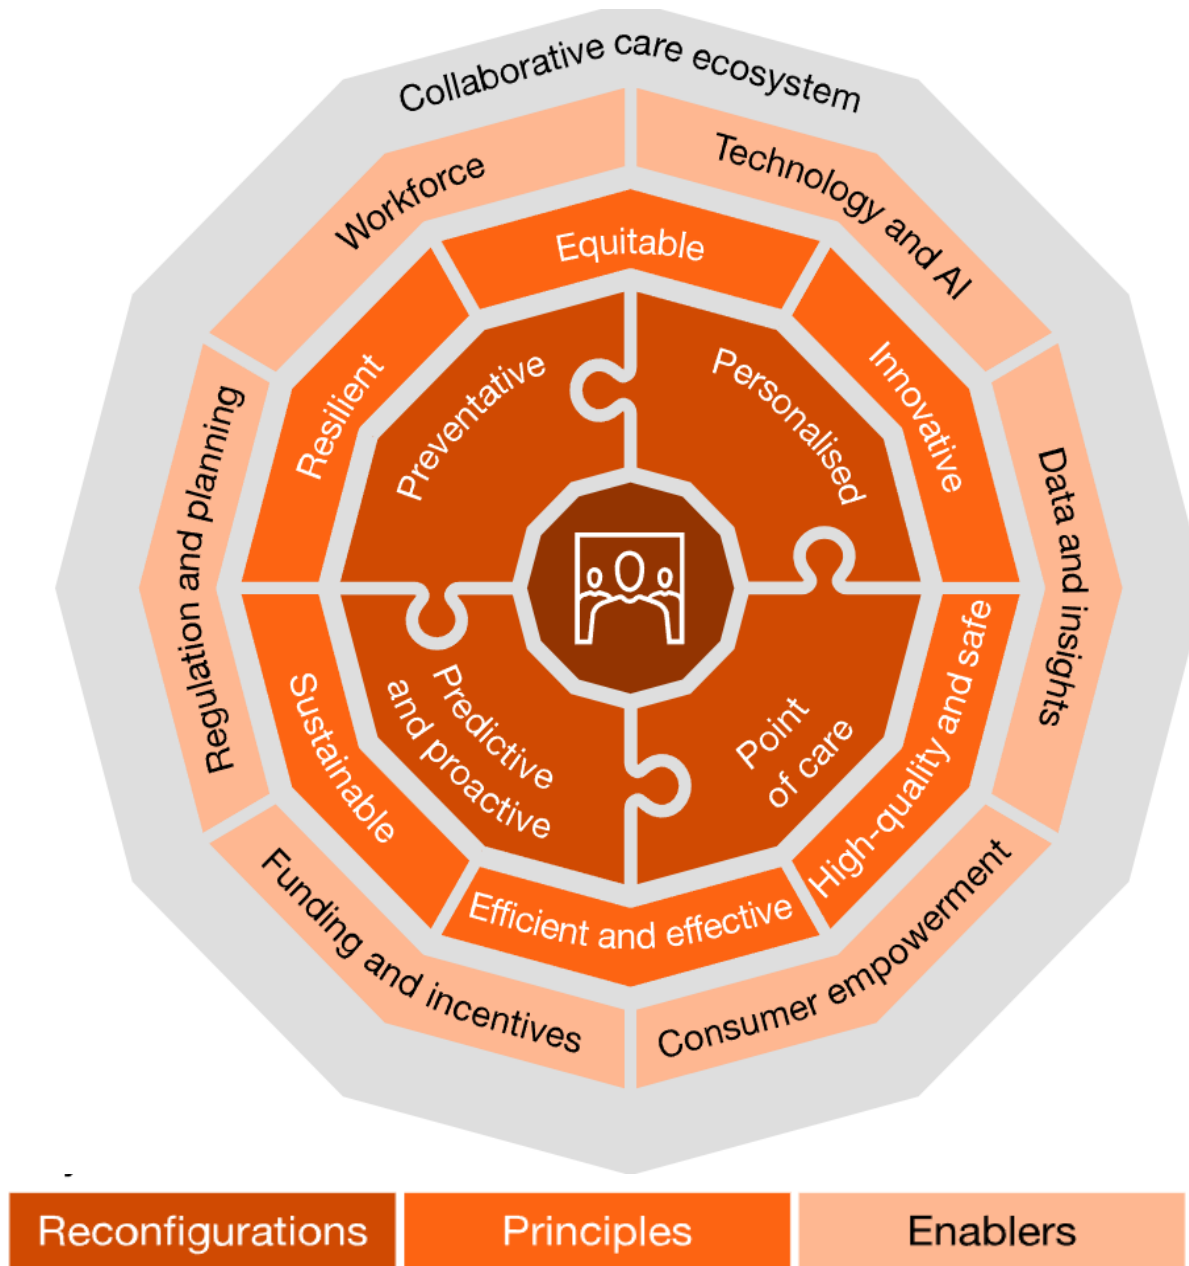 Collaborative care ecosystem
Workforce
Technology and AI
Equitable
Resilient
Innovative
Preventative
Personalised
Regulation and planning
Data and insights
Sustainable
Predictive
and proactive
Point
of care
High-quality and safe
Efficient and effective
Funding and incentives
Consumer empowerment
Reconfigurations
Principles
Enablers